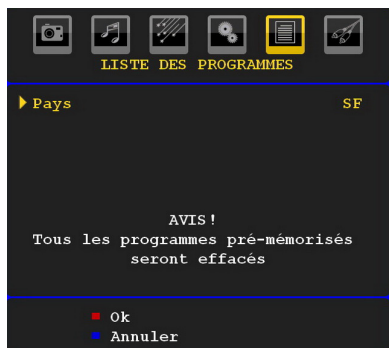 LISTE DES PROGRAMMES
Pays SF
AVIS!
Tous les programmes pré-mémorisés
seront effacés
Ok
Annuler